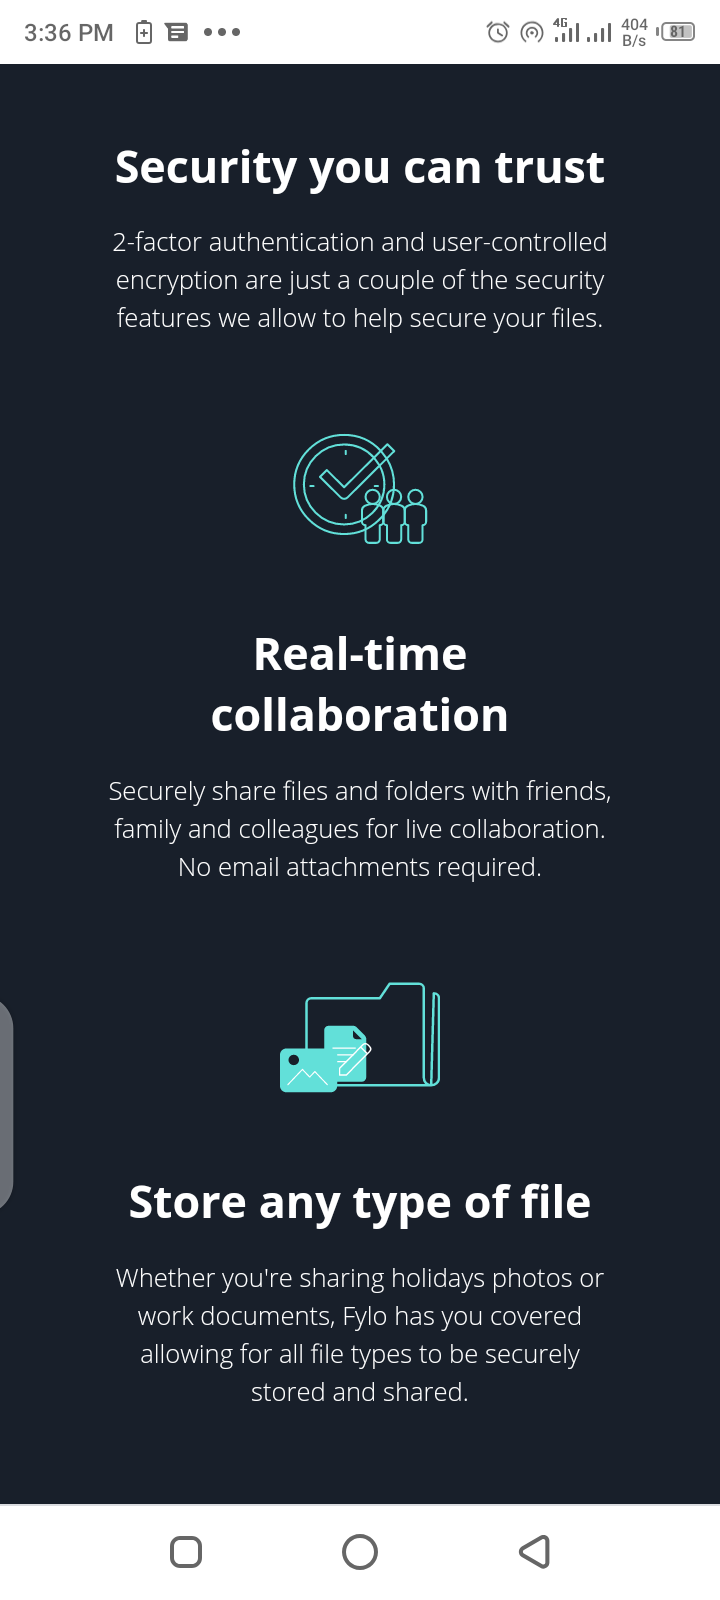 3:36 PM
4G
404
B/s
81
Security you can trust
2-factor authentication and user-controlled
encryption are just a couple of the security
features we allow to help secure your files.
Real-time
collaboration
Securely share files and folders with friends,
family and colleagues for live collaboration.
No email attachments required.
Store any type of file
Whether you're sharing holidays photos or
work documents, Fylo has you covered
allowing for all file types to be securely
stored and shared.